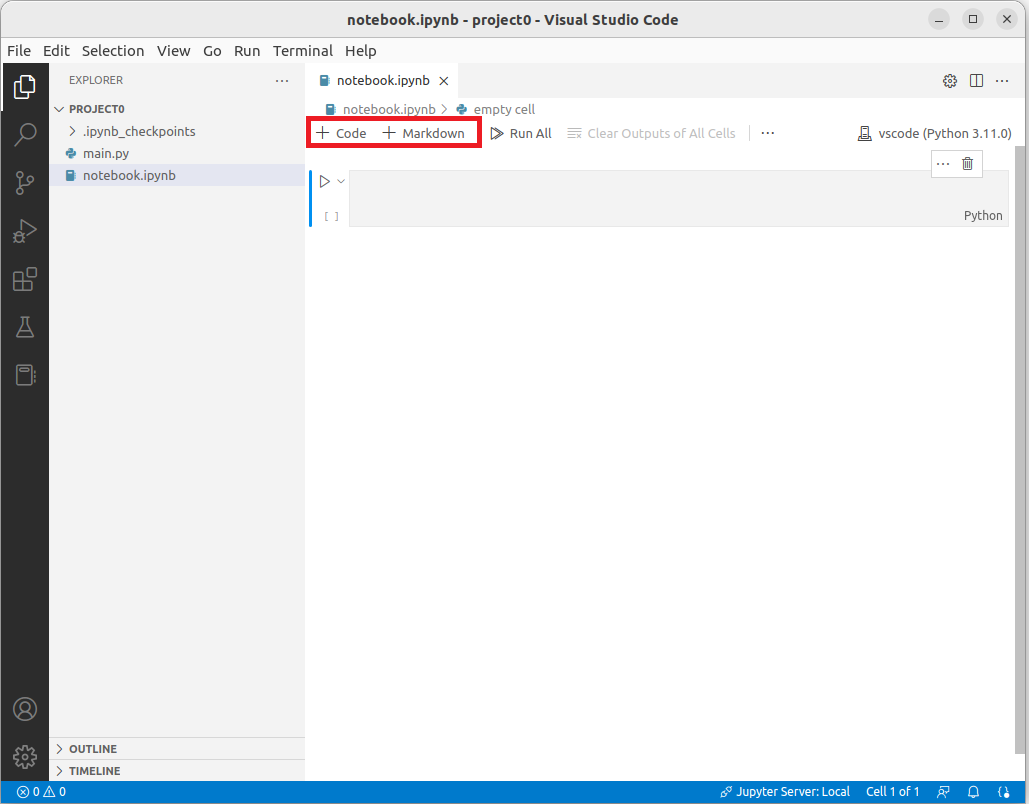 notebook.ipynb - project0 - Visual Studio Code
File Edit Selection View Go Run Terminal Help
EXPLORER
PROJECT0
.ipynb_checkpoints
main.py
notebook.ipynb
OUTLINE
TIMELINE
notebook.ipynb
notebook.ipynb > empty cell
Code Markdown Run All Clear Outputs of All Cells ... vscode (Python 3.11.0)
...
[ ]
Python
0 0 Jupyter Server: Local Cell 1 of 1